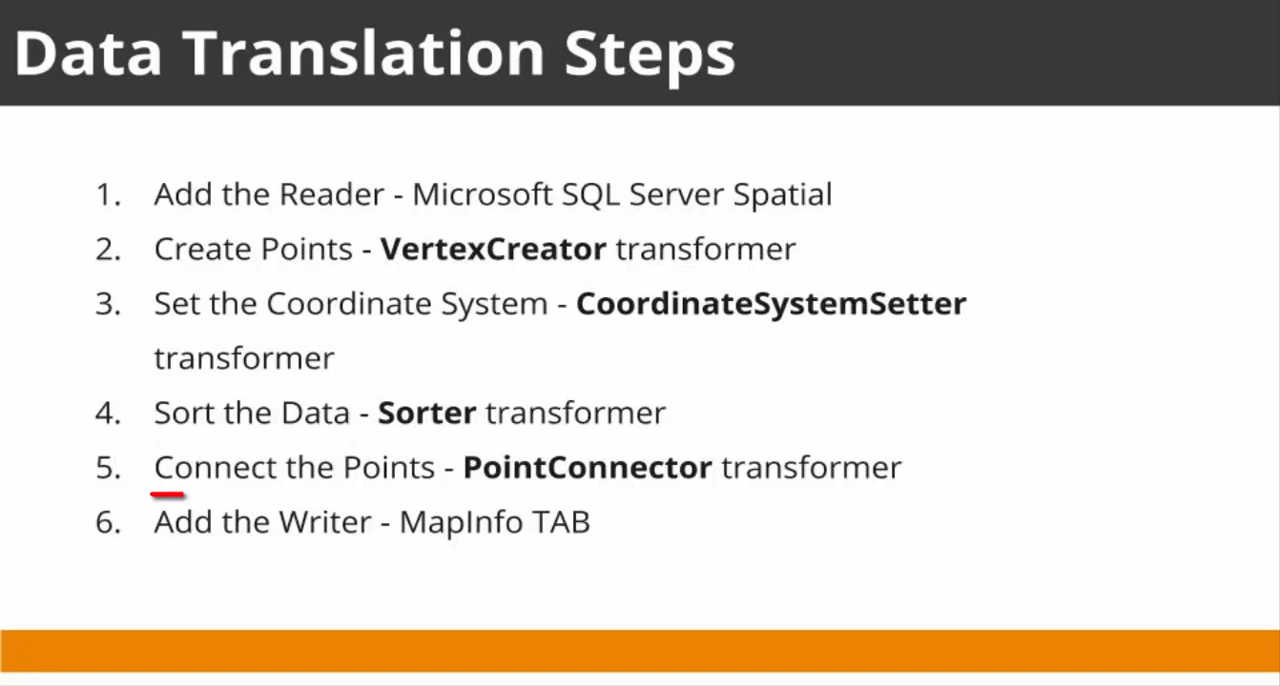 Data Translation Steps
1. Add the Reader - Microsoft SQL Server Spatial
2. Create Points - VertexCreator transformer
3. Set the Coordinate System - CoordinateSystemSetter
transformer
4. Sort the Data - Sorter transformer
5. Connect the Points - PointConnector transformer
6. Add the Writer - MapInfo TAB